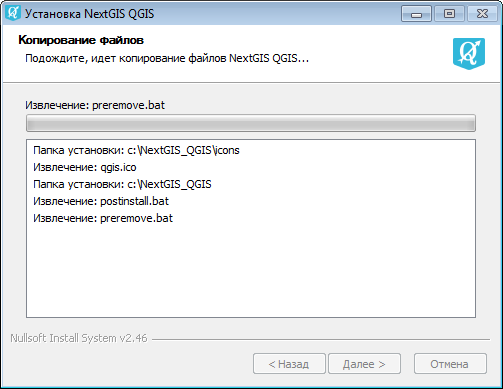 Установка NextGIS QGIS
Копирование файлов
Подождите, идет копирование файлов NextGIS QGIS...
Извлечение: preremove.bat
Папка установки: c:\NextGIS_QGIS\icons
Извлечение: qgis.ico
Папка установки: c:\NextGIS_QGIS
Извлечение: postinstall.bat
Извлечение: preremove.bat
Nullsoft Install System v2.46
< Назад
Далее >
Отмена